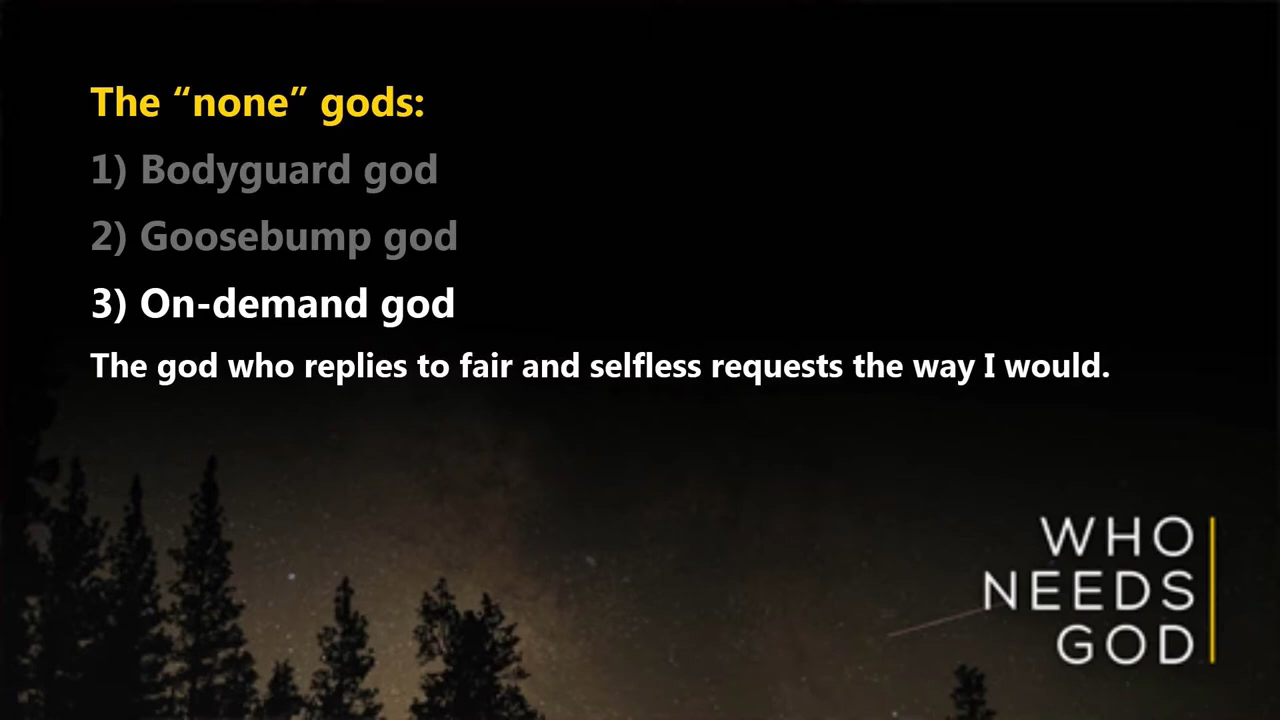 The “none” gods:
1) Bodyguard god
2) Goosebump god
3) On-demand god
The god who replies to fair and selfless requests the way I would.
WHO
NEEDS
GOD